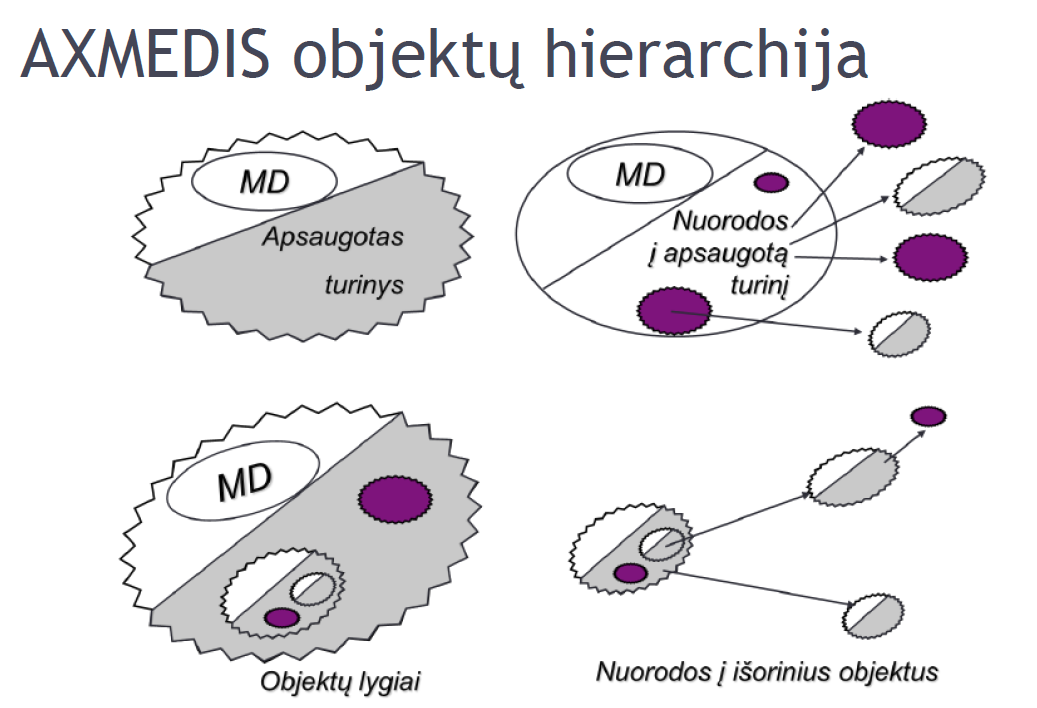 AXMEDIS objektų hierarchija
MD
Apsaugotas
turinys
MD
Nuorodos
į apsaugotą
turinį
MD
Objektų lygiai
Nuorodos į išorinius objektus